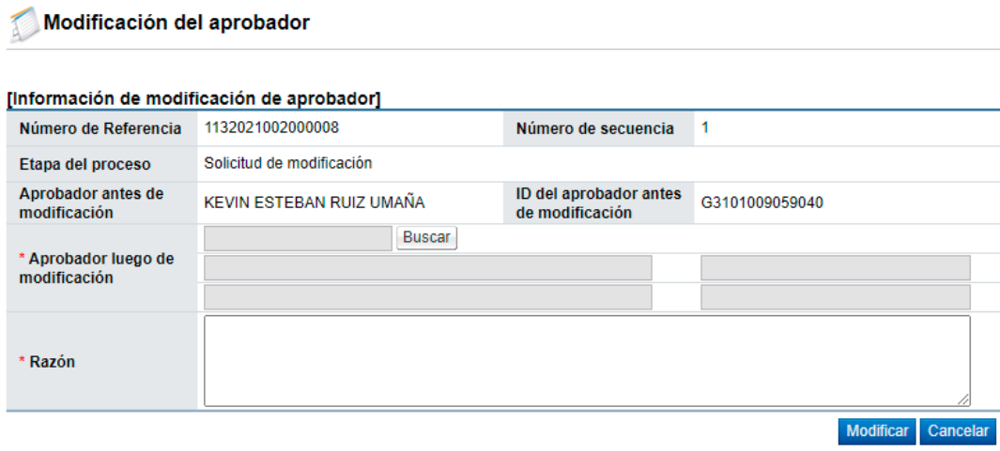 Modificación del aprobador
[Información de modificación de aprobador]
Número de Referencia 1132021002000008 Número de secuencia 1
Etapa del proceso Solicitud de modificación
Aprobador antes de modificación KEVIN ESTEBAN RUIZ UMAÑA ID del aprobador antes de modificación G3101009059040
* Aprobador luego de modificación Buscar
* Razón
Modificar Cancelar